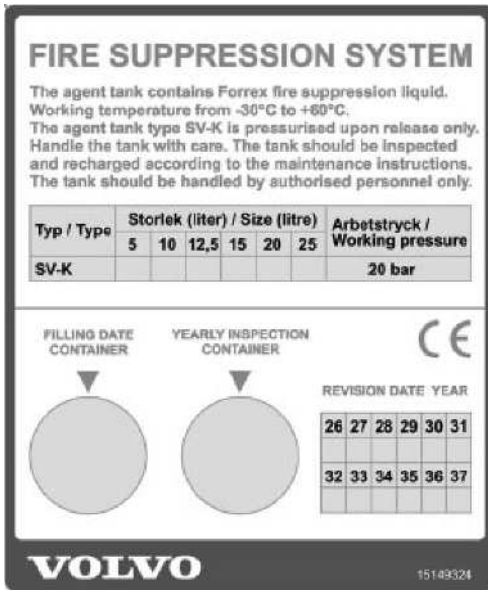 FIRE SUPPRESSION SYSTEM
The agent tank contains Forrex fire suppression liquid.
Working temperature from -30°C to +60°C.
The agent tank type SV-K is pressurised upon release only.
Handle the tank with care. The tank should be inspected
and recharged according to the maintenance instructions.
The tank should be handled by authorised personnel only.
Typ / Type
Storlek (liter) / Size (litre)
5 10 12,5 15 20 25
Arbetstryck /
Working pressure
SV-K
20 bar
FILLING DATE
CONTAINER
YEARLY INSPECTION
CONTAINER
CE
REVISION DATE YEAR
26 27 28 29 30 31
32 33 34 35 36 37
VOLVO
15149324